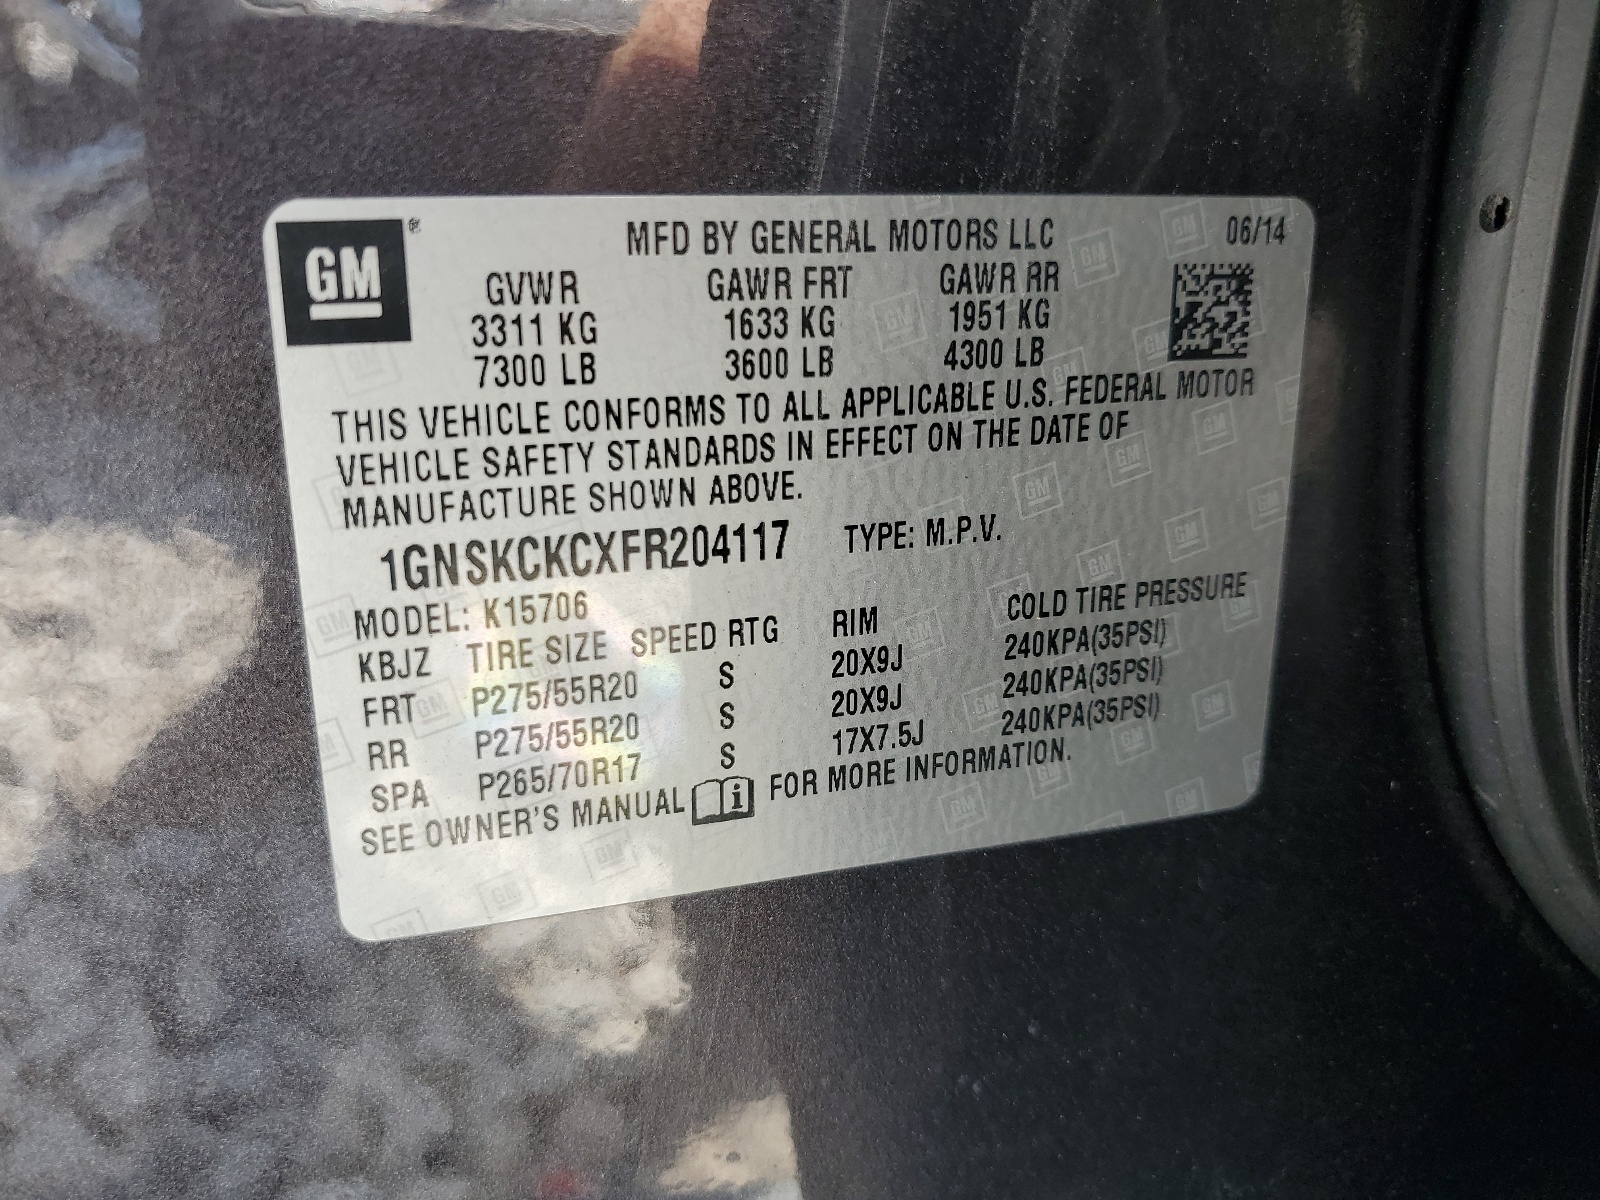 GM ®
MFD BY GENERAL MOTORS LLC 06/14
GVWR GAWR FRT GAWR RR
3311 KG 1633 KG 1951 KG
7300 LB 3600 LB 4300 LB
THIS VEHICLE CONFORMS TO ALL APPLICABLE U.S. FEDERAL MOTOR
VEHICLE SAFETY STANDARDS IN EFFECT ON THE DATE OF
MANUFACTURE SHOWN ABOVE.
1GNSKCKCXFR204117 TYPE: M.P.V.
MODEL: K15706
KBJZ TIRE SIZE SPEED RTG RIM COLD TIRE PRESSURE
FRT P275/55R20 S 20X9J 240KPA(35PSI)
RR P275/55R20 S 20X9J 240KPA(35PSI)
SPA P265/70R17 S 17X7.5J 240KPA(35PSI)
SEE OWNER'S MANUAL i FOR MORE INFORMATION.